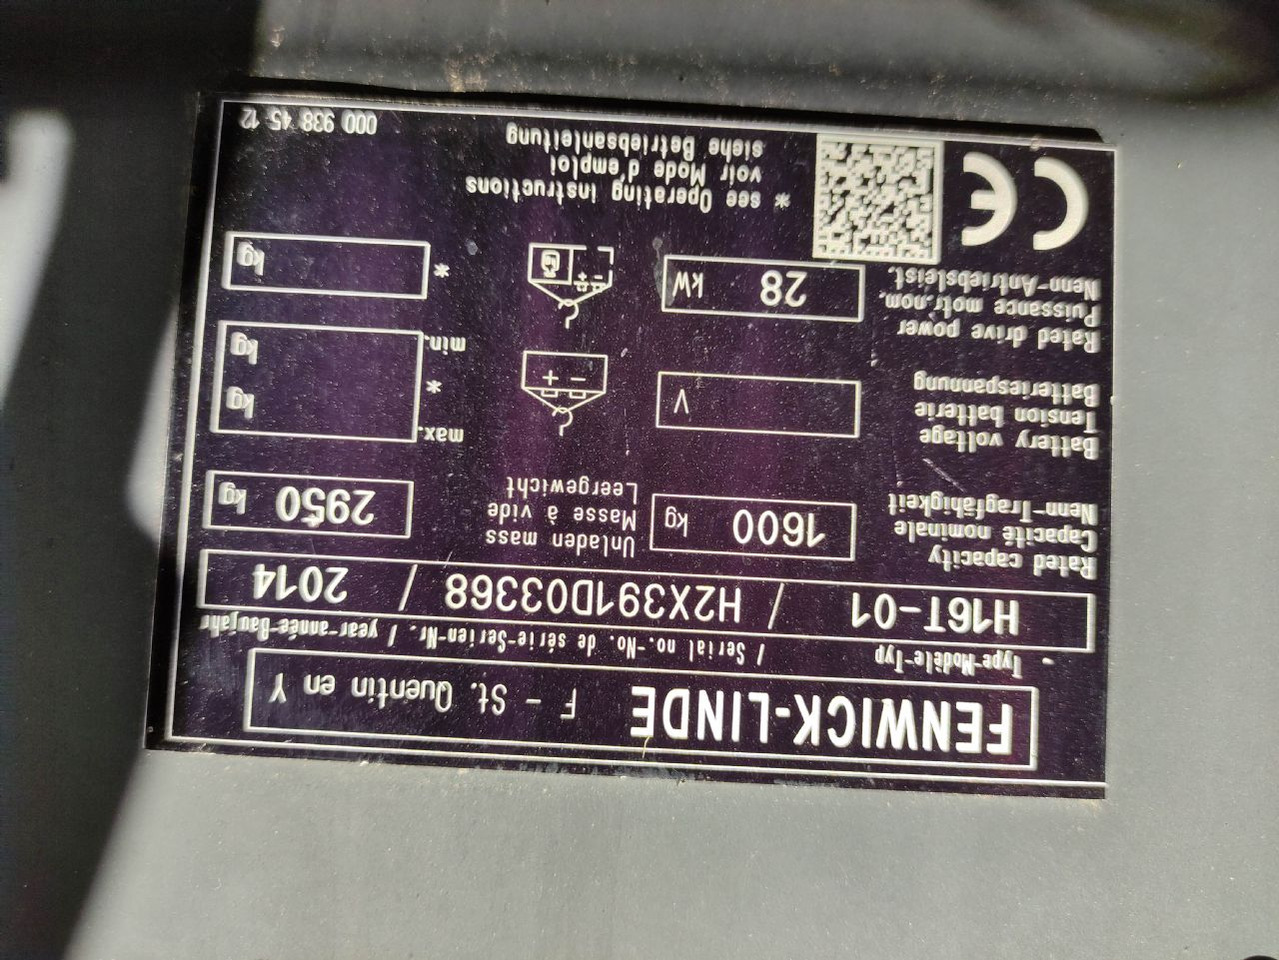 FENWICK-LINDE F - St. Quentin en Y
Type-Modèle-Typ / Serial no.-No. de série-Serien-Nr. / year-année-Baujahr
H16T-01 / H2X391D03368 / 2014
Rated capacity
Capacité nominale
Nenn-Tragfähigkeit
1600 kg
Unladen mass
Masse à vide
Leergewicht
2950 kg
Battery voltage
Tension batterie
Batteriespannung
V
- +
max. kg
*
min. kg
Rated drive power
Puissance motr.nom.
Nenn-Antriebsleist.
28 kW
- +
kg
* kg
CE
* see Operating instructions
voir Mode d'emploi
siehe Betriebsanleitung
000 938 45 12